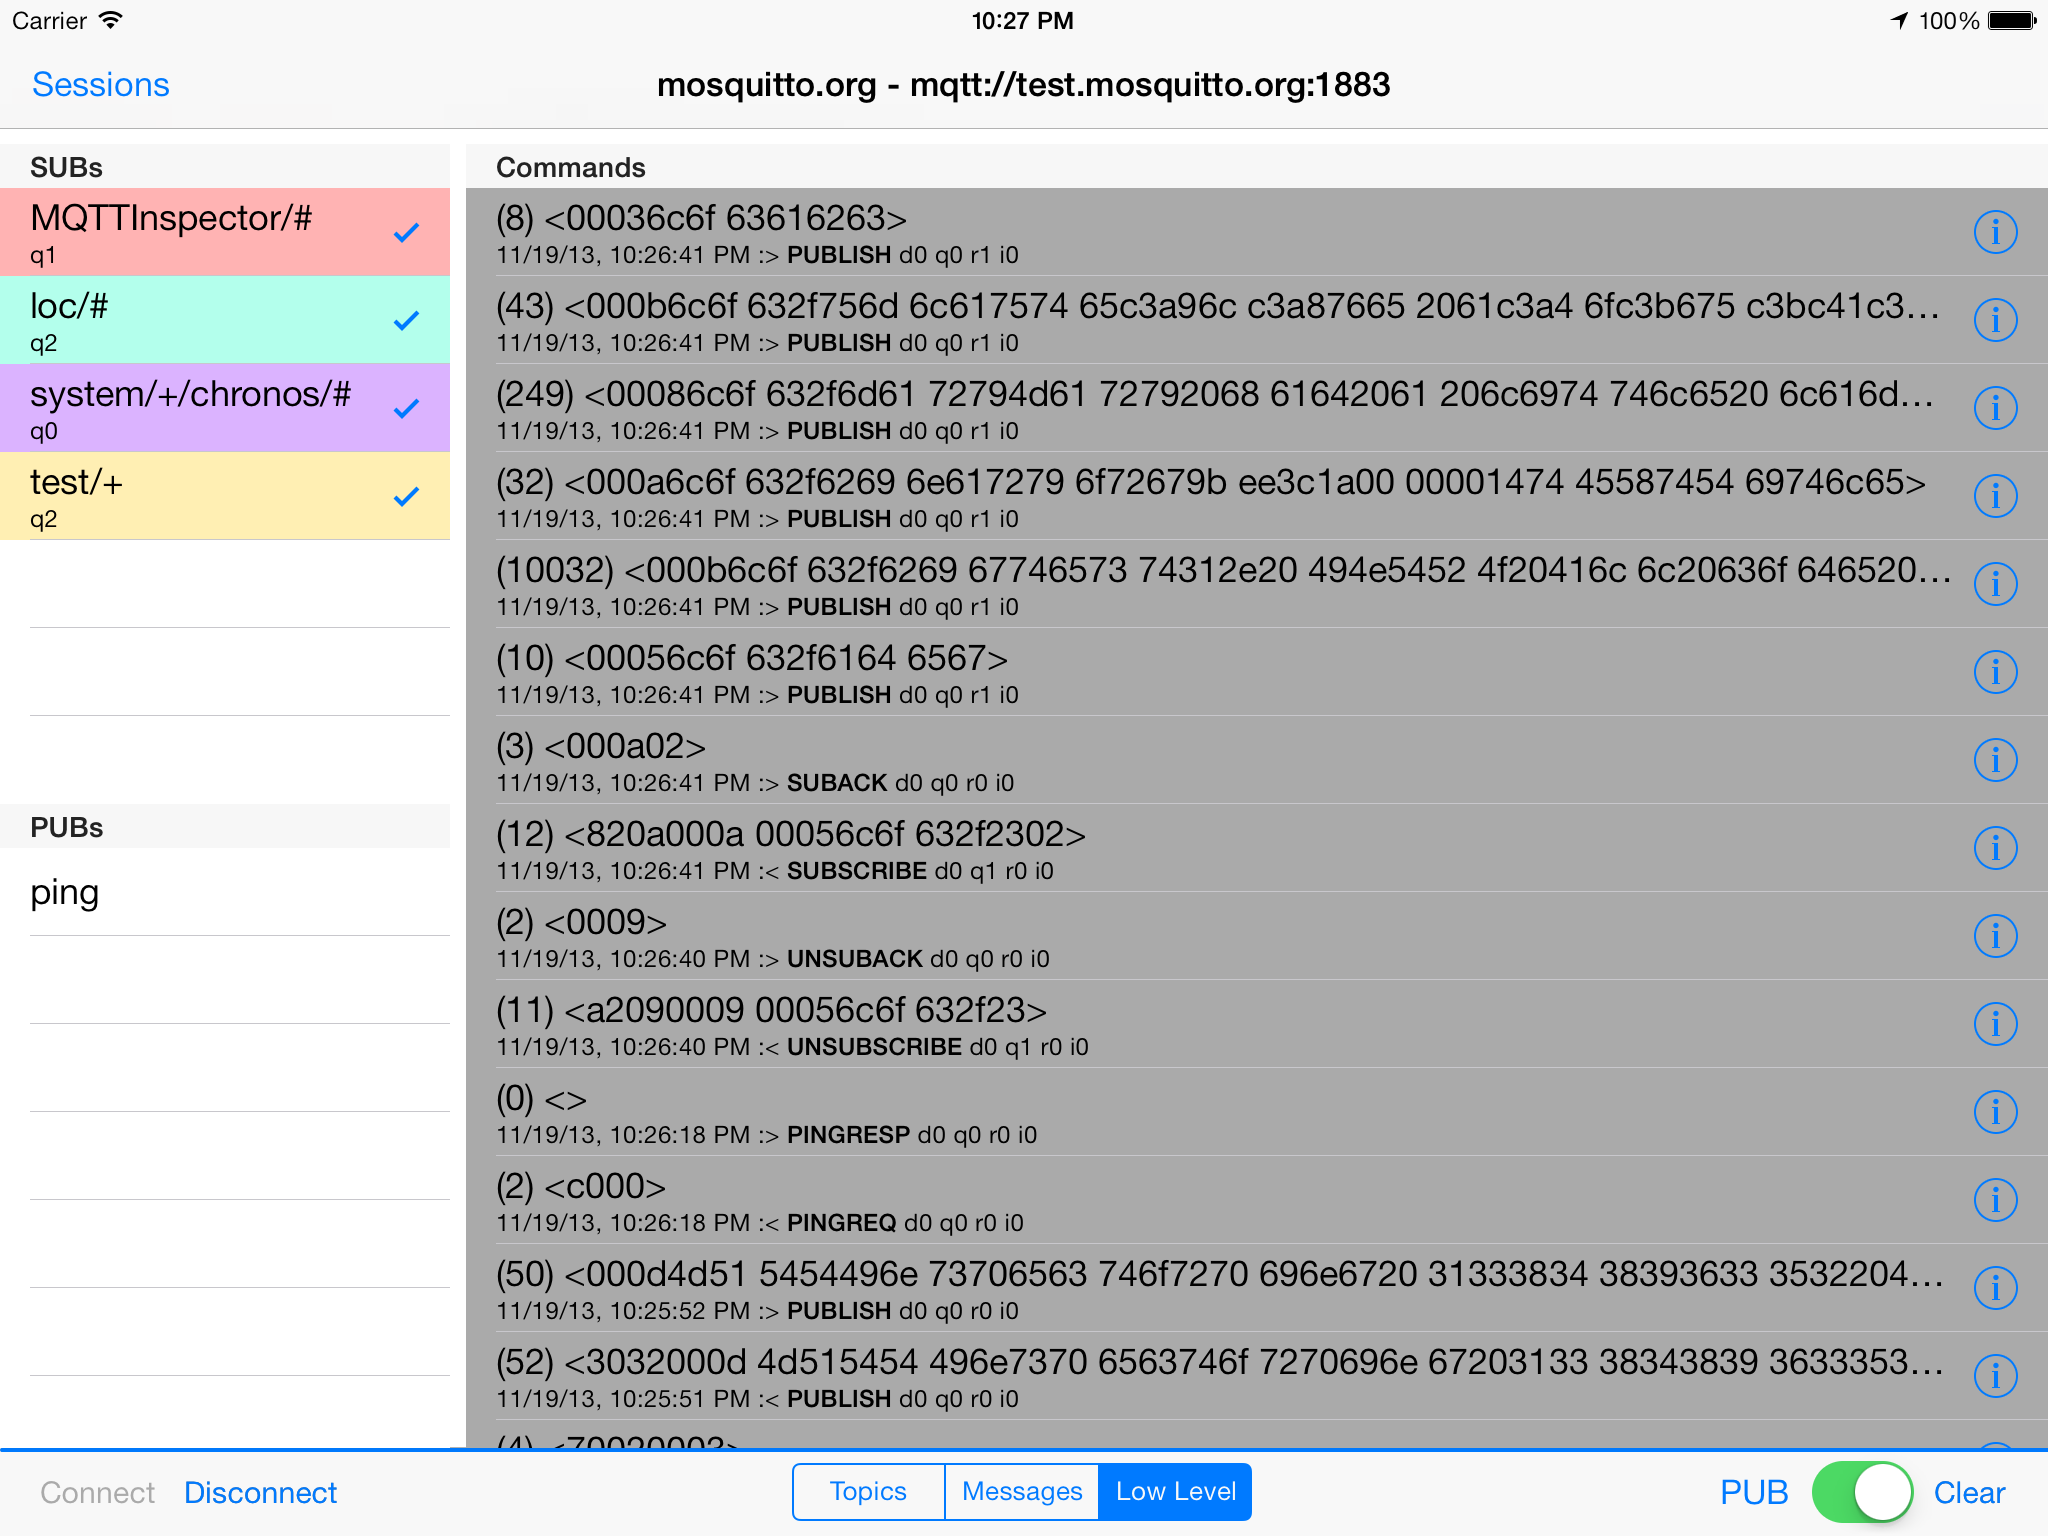 Carrier 10:27 PM 100%
Sessions mosquitto.org - mqtt://test.mosquitto.org:1883
SUBs
MQTTInspector/#
q1
loc/#
q2
system/+/chronos/#
q0
test/+
q2
PUBs
ping
Commands
(8) <00036c6f 63616263>
11/19/13, 10:26:41 PM :> PUBLISH d0 q0 r1 i0
(43) <000b6c6f 632f756d 6c617574 65c3a96c c3a87665 2061c3a4 6fc3b675 c3bc41c3...
11/19/13, 10:26:41 PM :> PUBLISH d0 q0 r1 i0
(249) <00086c6f 632f6d61 72794d61 72792068 61642061 206c6974 746c6520 6c616d...
11/19/13, 10:26:41 PM :> PUBLISH d0 q0 r1 i0
(32) <000a6c6f 632f6269 6e617279 6f72679b ee3c1a00 00001474 45587454 69746c65>
11/19/13, 10:26:41 PM :> PUBLISH d0 q0 r1 i0
(10032) <000b6c6f 632f6269 67746573 74312e20 494e5452 4f20416c 6c20636f 646520...
11/19/13, 10:26:41 PM :> PUBLISH d0 q0 r1 i0
(10) <00056c6f 632f6164 6567>
11/19/13, 10:26:41 PM :> PUBLISH d0 q0 r1 i0
(3) <000a02>
11/19/13, 10:26:41 PM :> SUBACK d0 q0 r0 i0
(12) <820a000a 00056c6f 632f2302>
11/19/13, 10:26:41 PM :< SUBSCRIBE d0 q1 r0 i0
(2) <0009>
11/19/13, 10:26:40 PM :> UNSUBACK d0 q0 r0 i0
(11) <a2090009 00056c6f 632f23>
11/19/13, 10:26:40 PM :< UNSUBSCRIBE d0 q1 r0 i0
(0) <>
11/19/13, 10:26:18 PM :> PINGRESP d0 q0 r0 i0
(2) <c000>
11/19/13, 10:26:18 PM :< PINGREQ d0 q0 r0 i0
(50) <000d4d51 5454496e 73706563 746f7270 696e6720 31333834 38393633 3532204...
11/19/13, 10:25:52 PM :> PUBLISH d0 q0 r0 i0
(52) <3032000d 4d515454 496e7370 6563746f 7270696e 67203133 38343839 3633353...
11/19/13, 10:25:51 PM :< PUBLISH d0 q0 r0 i0
(4) <70020003>
Connect Disconnect Topics Messages Low Level PUB Clear